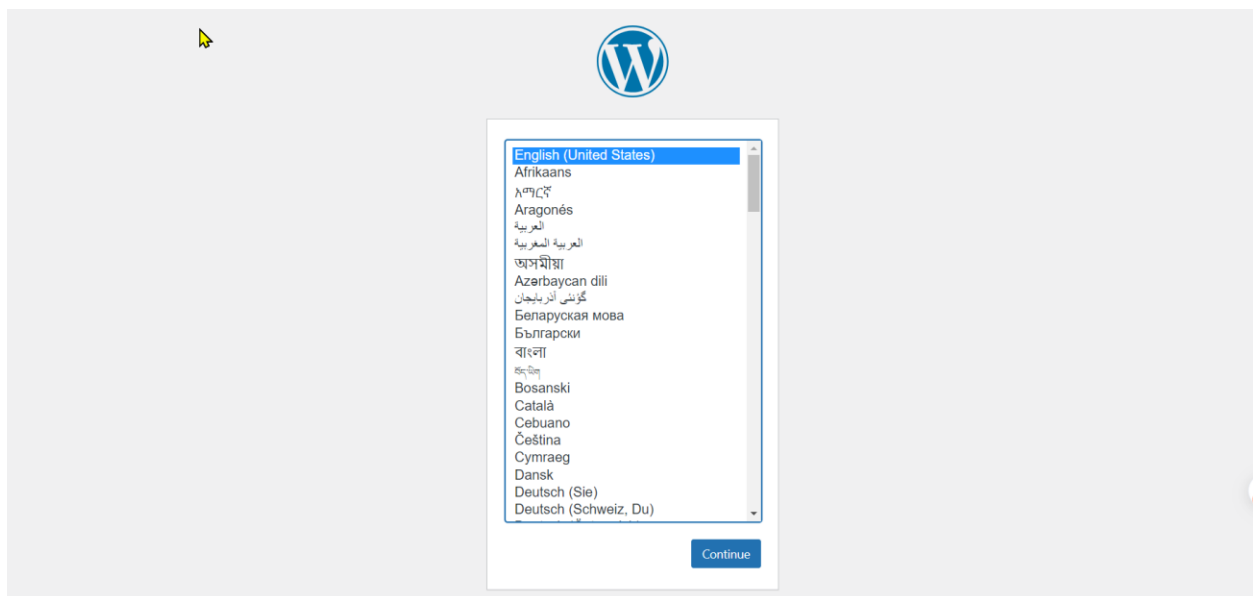 English (United States)
Afrikaans
አማርኛ
Aragonés
العربية
العربية المغربية
অসমীয়া
Azərbaycan dili
گؤنئی آذربایجان
Беларуская мова
Български
বাংলা
བོད་ཡིག
Bosanski
Català
Cebuano
Čeština
Cymraeg
Dansk
Deutsch (Sie)
Deutsch (Schweiz, Du)
Continue